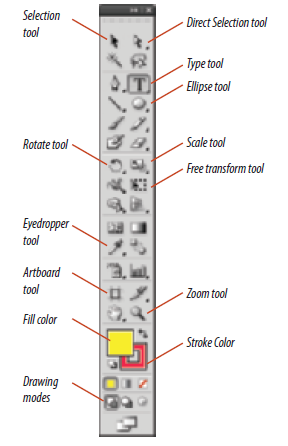 Selection
tool
Direct Selection tool
Type tool
Ellipse tool
Rotate tool
Scale tool
Free transform tool
Eyedropper
tool
Artboard
tool
Zoom tool
Fill color
Stroke Color
Drawing
modes
T